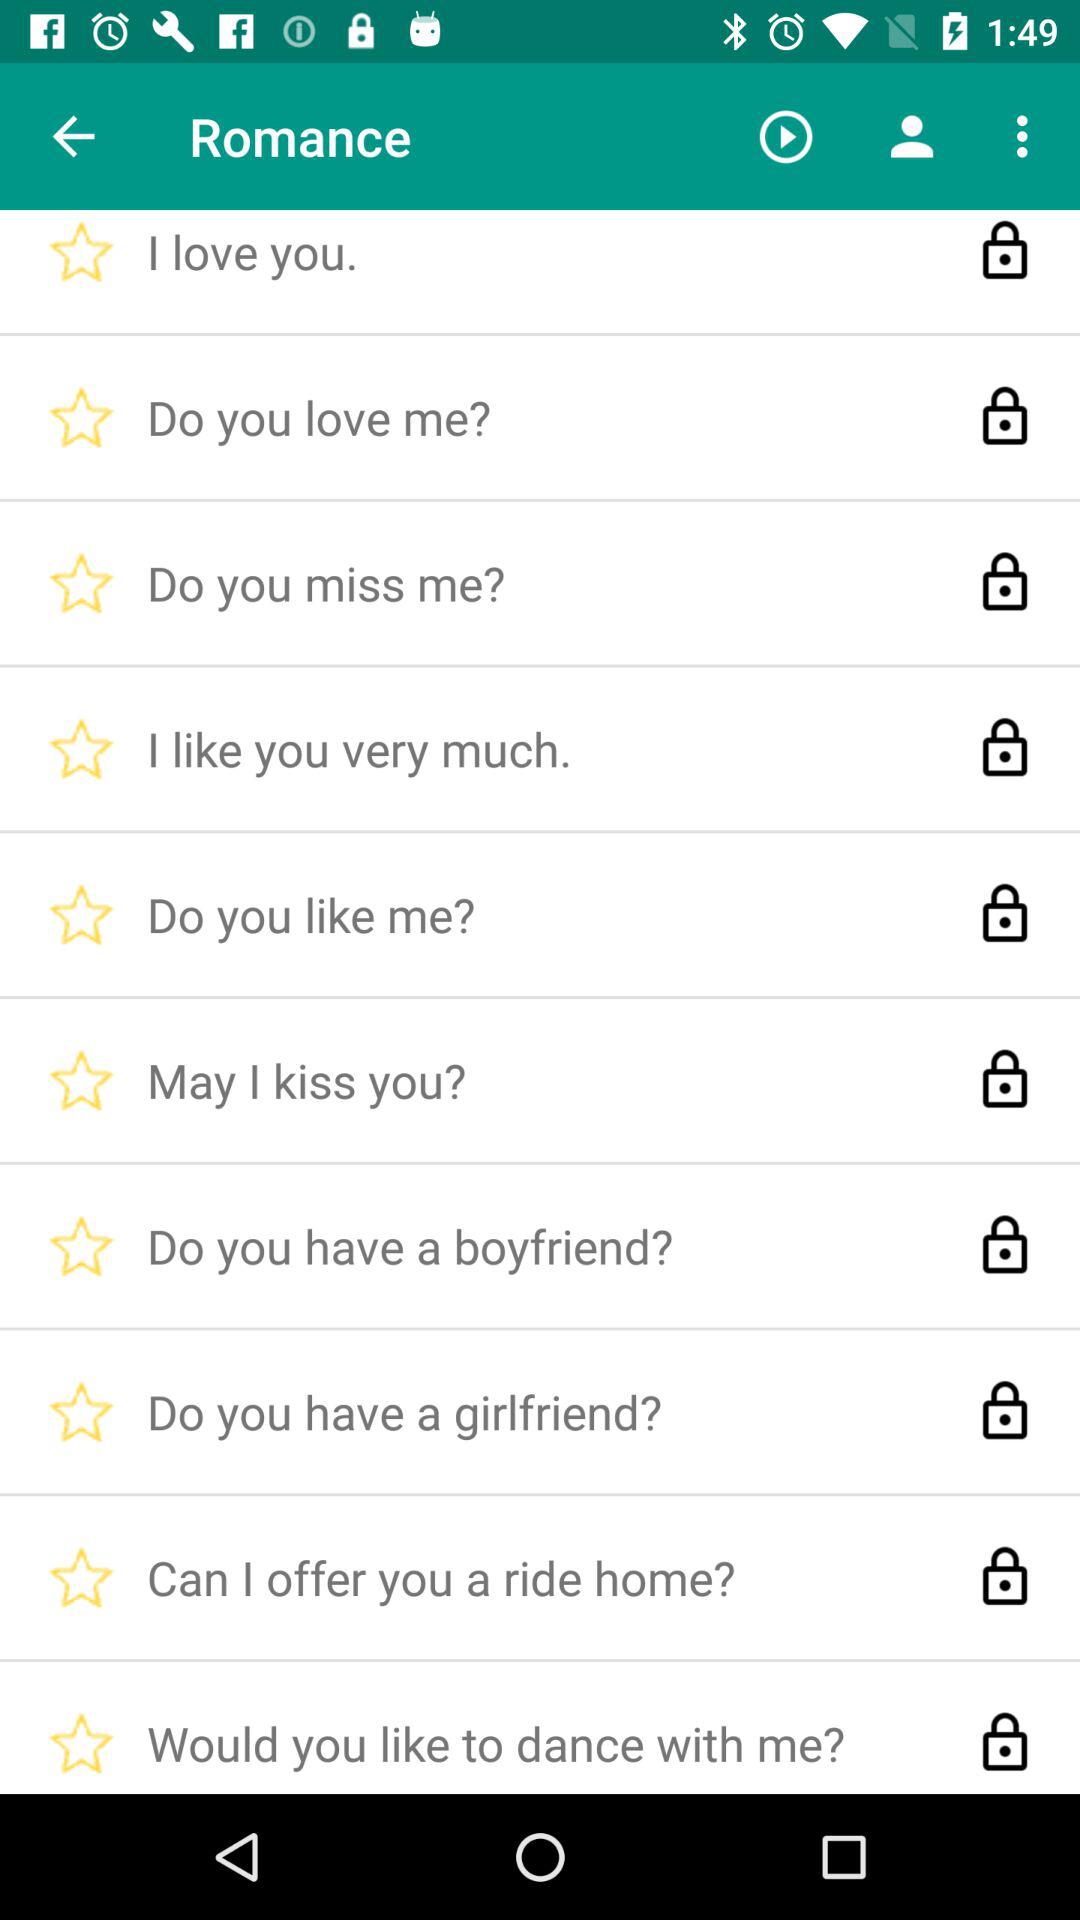 1:49
Romance
I love you.
Do you love me?
Do you miss me?
I like you very much.
Do you like me?
May I kiss you?
Do you have a boyfriend?
Do you have a girlfriend?
Can I offer you a ride home?
Would you like to dance with me?